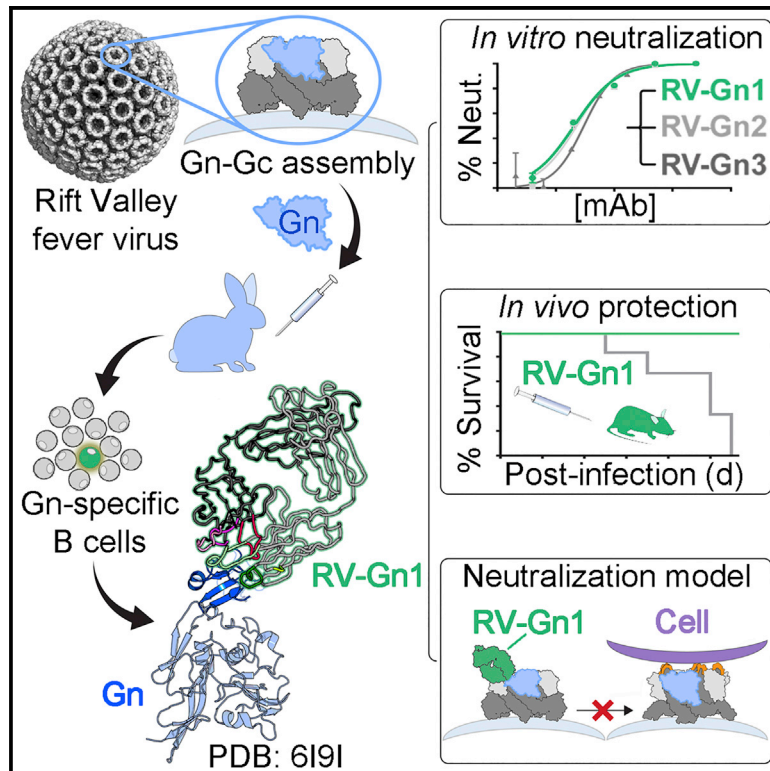 Rift Valley
fever virus
Gn-Gc assembly
Gn
Gn-specific
B cells
RV-Gn1
Gn
PDB: 6I9I
In vitro neutralization
% Neut.
RV-Gn1
RV-Gn2
RV-Gn3
[mAb]
In vivo protection
% Survival
RV-Gn1
Post-infection (d)
Neutralization model
RV-Gn1
Cell